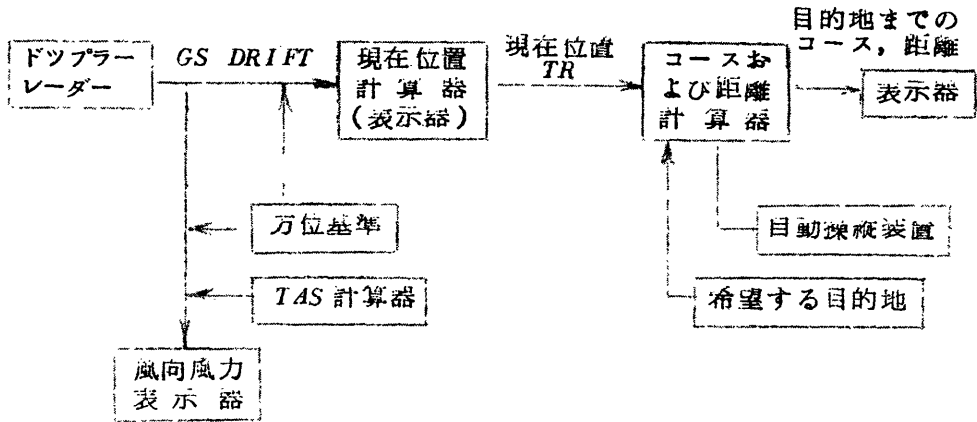 ドップラー
レーダー
GS DRIFT
現在位置
計算器
(表示器)
現在位置
TR
コースお
よび距離
計算器
目的地までの
コース,距離
表示器
万位基準
TAS計算器
風向風力
表示器
自動操縦装置
希望する目的地